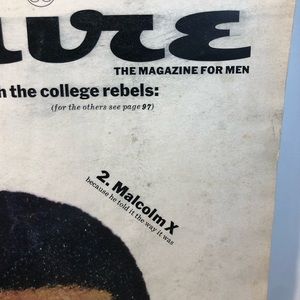 uire
THE MAGAZINE FOR MEN
h the college rebels:
(for the others see page 97)
2. Malcolm X
because he told it the way it was